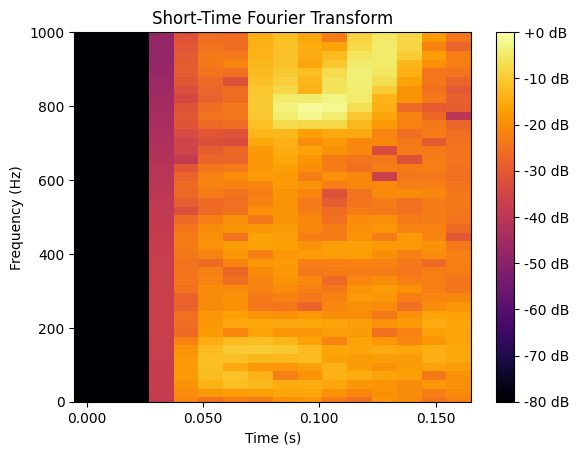 Short-Time Fourier Transform
1000
800
600
400
200
0
Frequency (Hz)
0.000
0.050
0.100
0.150
Time (s)
+0 dB
-10 dB
-20 dB
-30 dB
-40 dB
-50 dB
-60 dB
-70 dB
-80 dB